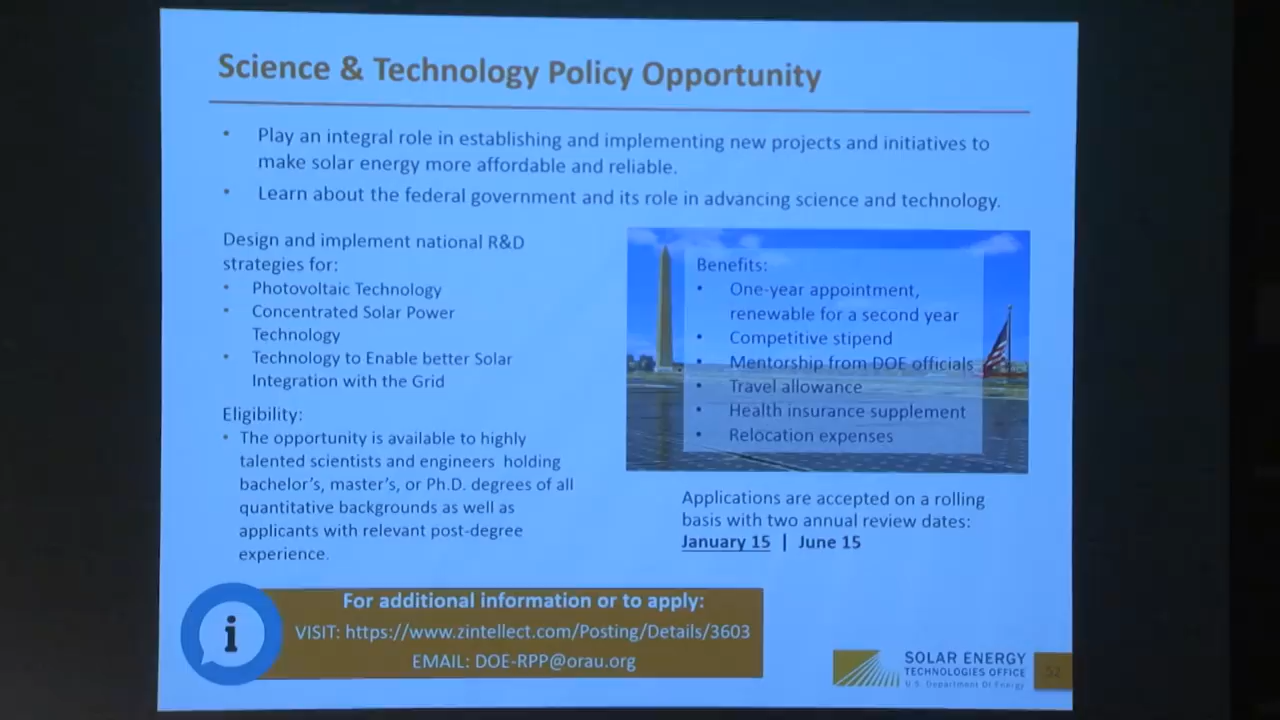 Science & Technology Policy Opportunity
• Play an integral role in establishing and implementing new projects and initiatives to
make solar energy more affordable and reliable.
• Learn about the federal government and its role in advancing science and technology.
Design and implement national R&D
strategies for:
• Photovoltaic Technology
• Concentrated Solar Power
Technology
• Technology to Enable better Solar
Integration with the Grid
Eligibility:
• The opportunity is available to highly
talented scientists and engineers holding
bachelor's, master's, or Ph.D. degrees of all
quantitative backgrounds as well as
applicants with relevant post-degree
experience.
Benefits:
• One-year appointment,
renewable for a second year
• Competitive stipend
• Mentorship from DOE officials
• Travel allowance
• Health insurance supplement
• Relocation expenses
Applications are accepted on a rolling
basis with two annual review dates:
January 15 | June 15
i
For additional information or to apply:
VISIT: https://www.zintellect.com/Posting/Details/3603
EMAIL: DOE-RPP@orau.org
SOLAR ENERGY
TECHNOLOGIES OFFICE
U.S. Department Of Energy
52